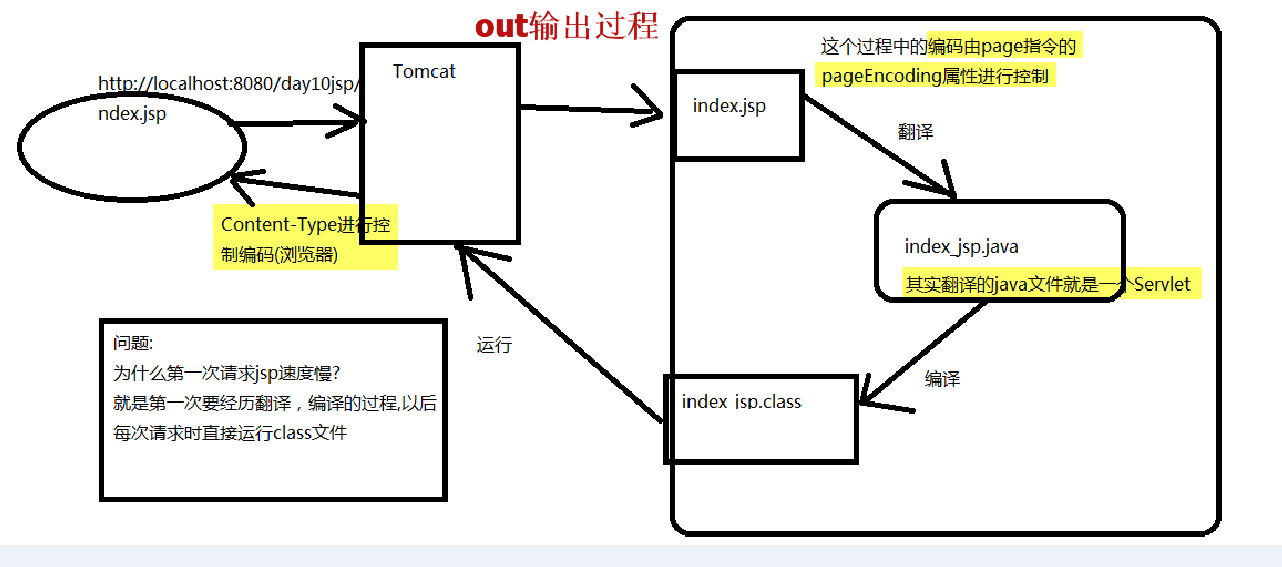 out输出过程
http://localhost:8080/day10jsp/
ndex.jsp
Tomcat
Content-Type进行控
制编码(浏览器)
这个过程中的编码由page指令的
pageEncoding属性进行控制
index.jsp
翻译
index_jsp.java
其实翻译的java文件就是一个Servlet
编译
index_jsp.class
运行
问题:
为什么第一次请求jsp速度慢?
就是第一次要经历翻译，编译的过程,以后
每次请求时直接运行class文件